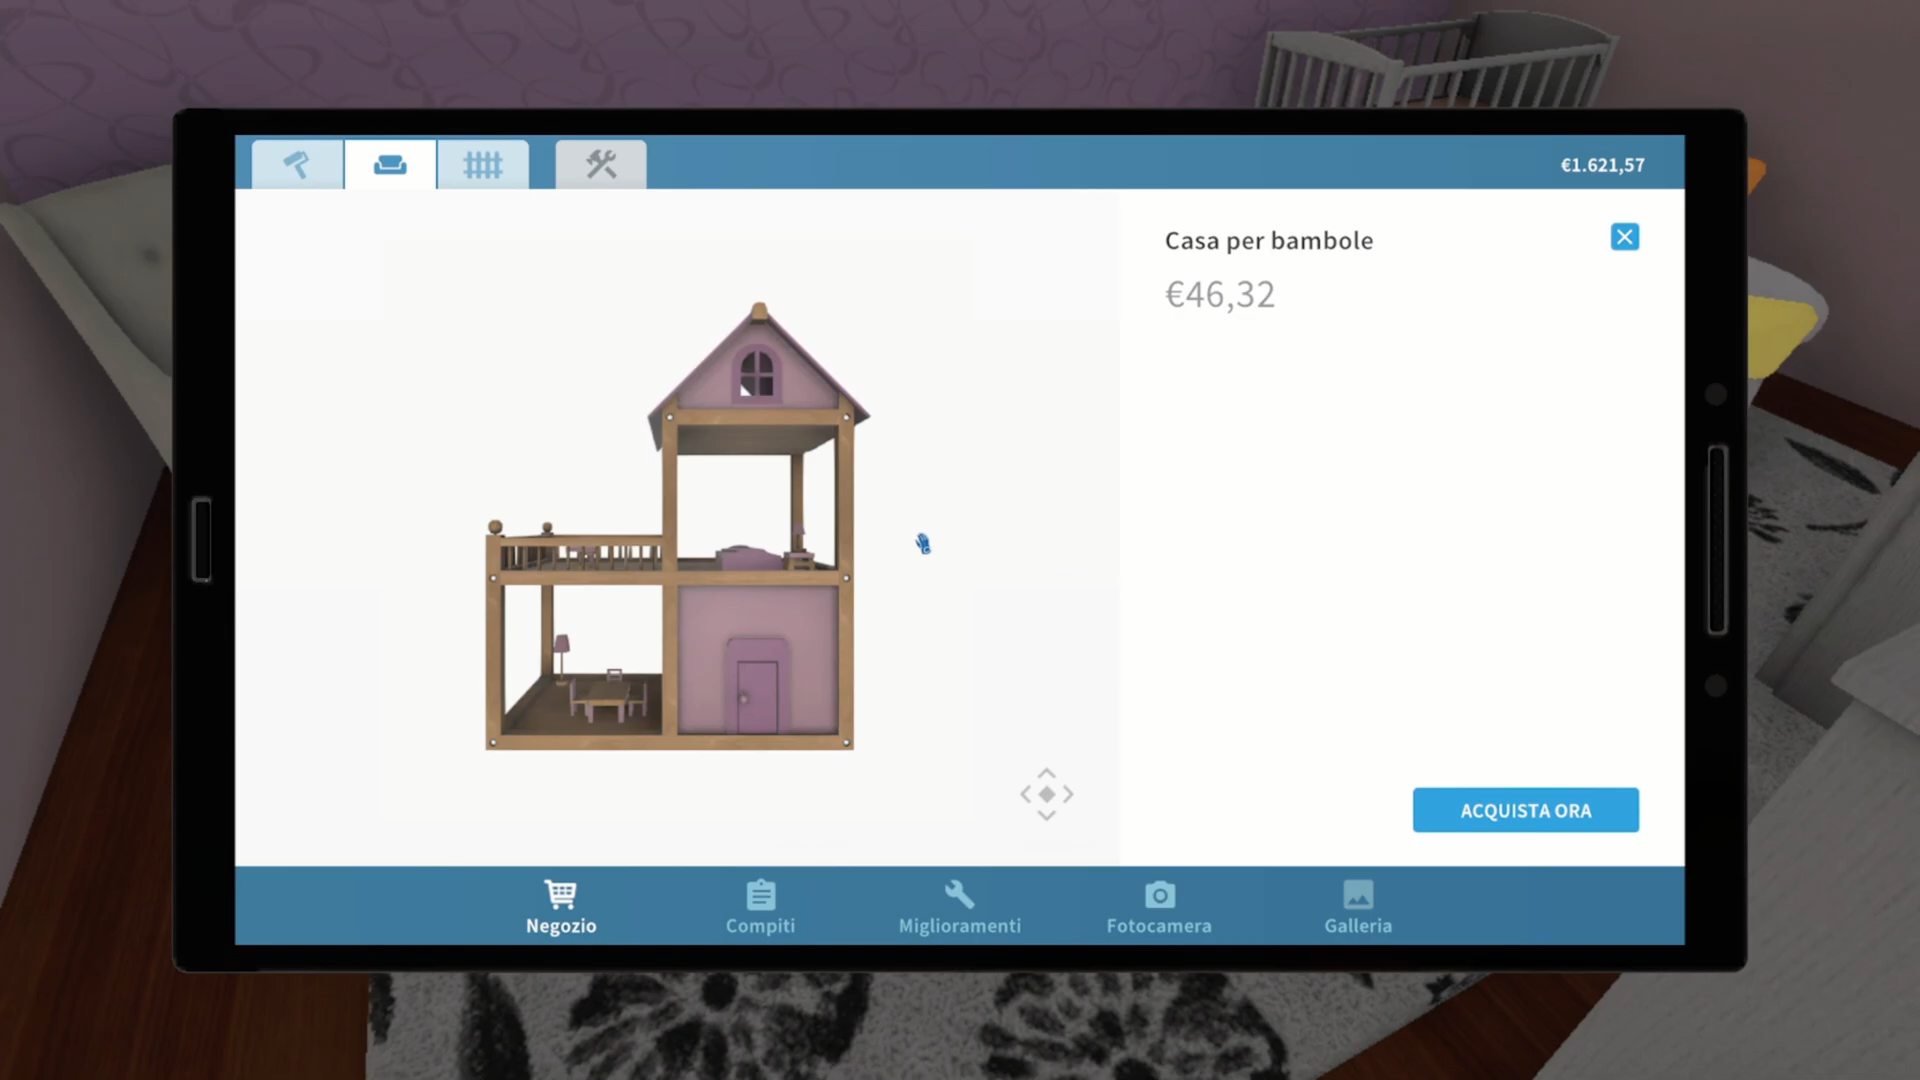 €1.621,57
Casa per bambole
€46,32
ACQUISTA ORA
Negozio
Compiti
Miglioramenti
Fotocamera
Galleria